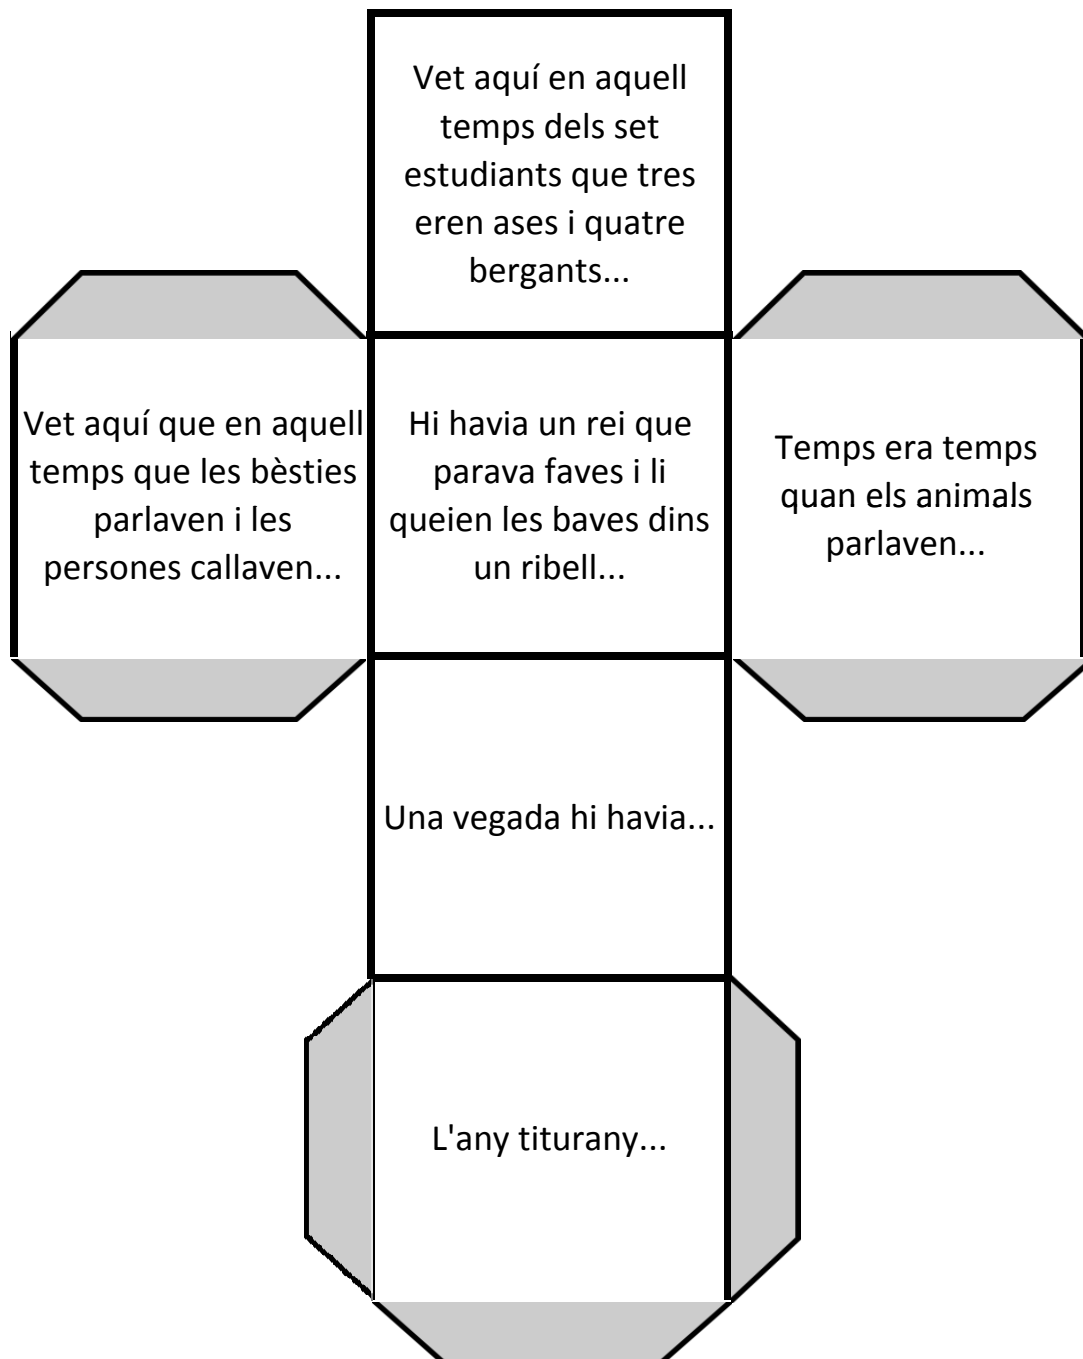 Vet aquí en aquell
temps dels set
estudiants que tres
eren ases i quatre
bergants...
Vet aquí que en aquell
temps que les bèsties
parlaven i les
persones callaven...
Hi havia un rei que
parava faves i li
queien les baves dins
un ribell...
Temps era temps
quan els animals
parlaven...
Una vegada hi havia...
L'any titurany...